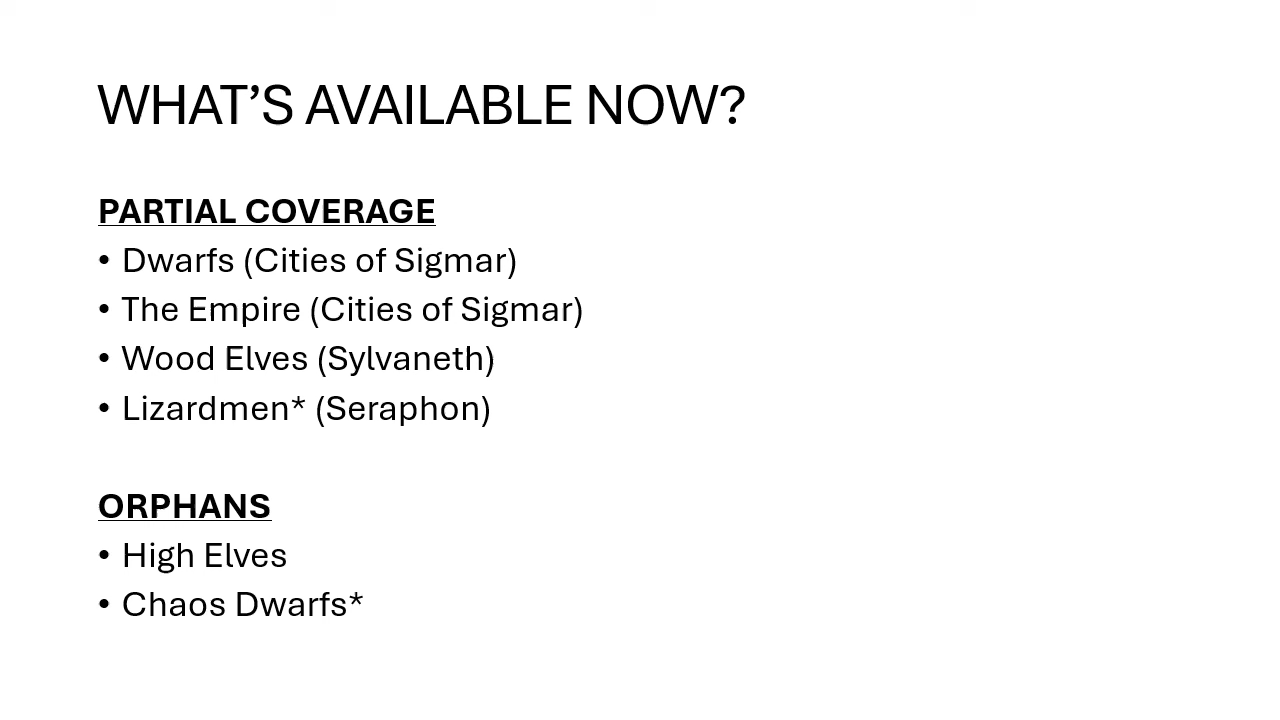 WHAT’S AVAILABLE NOW?
PARTIAL COVERAGE
• Dwarfs (Cities of Sigmar)
• The Empire (Cities of Sigmar)
• Wood Elves (Sylvaneth)
• Lizardmen* (Seraphon)
ORPHANS
• High Elves
• Chaos Dwarfs*